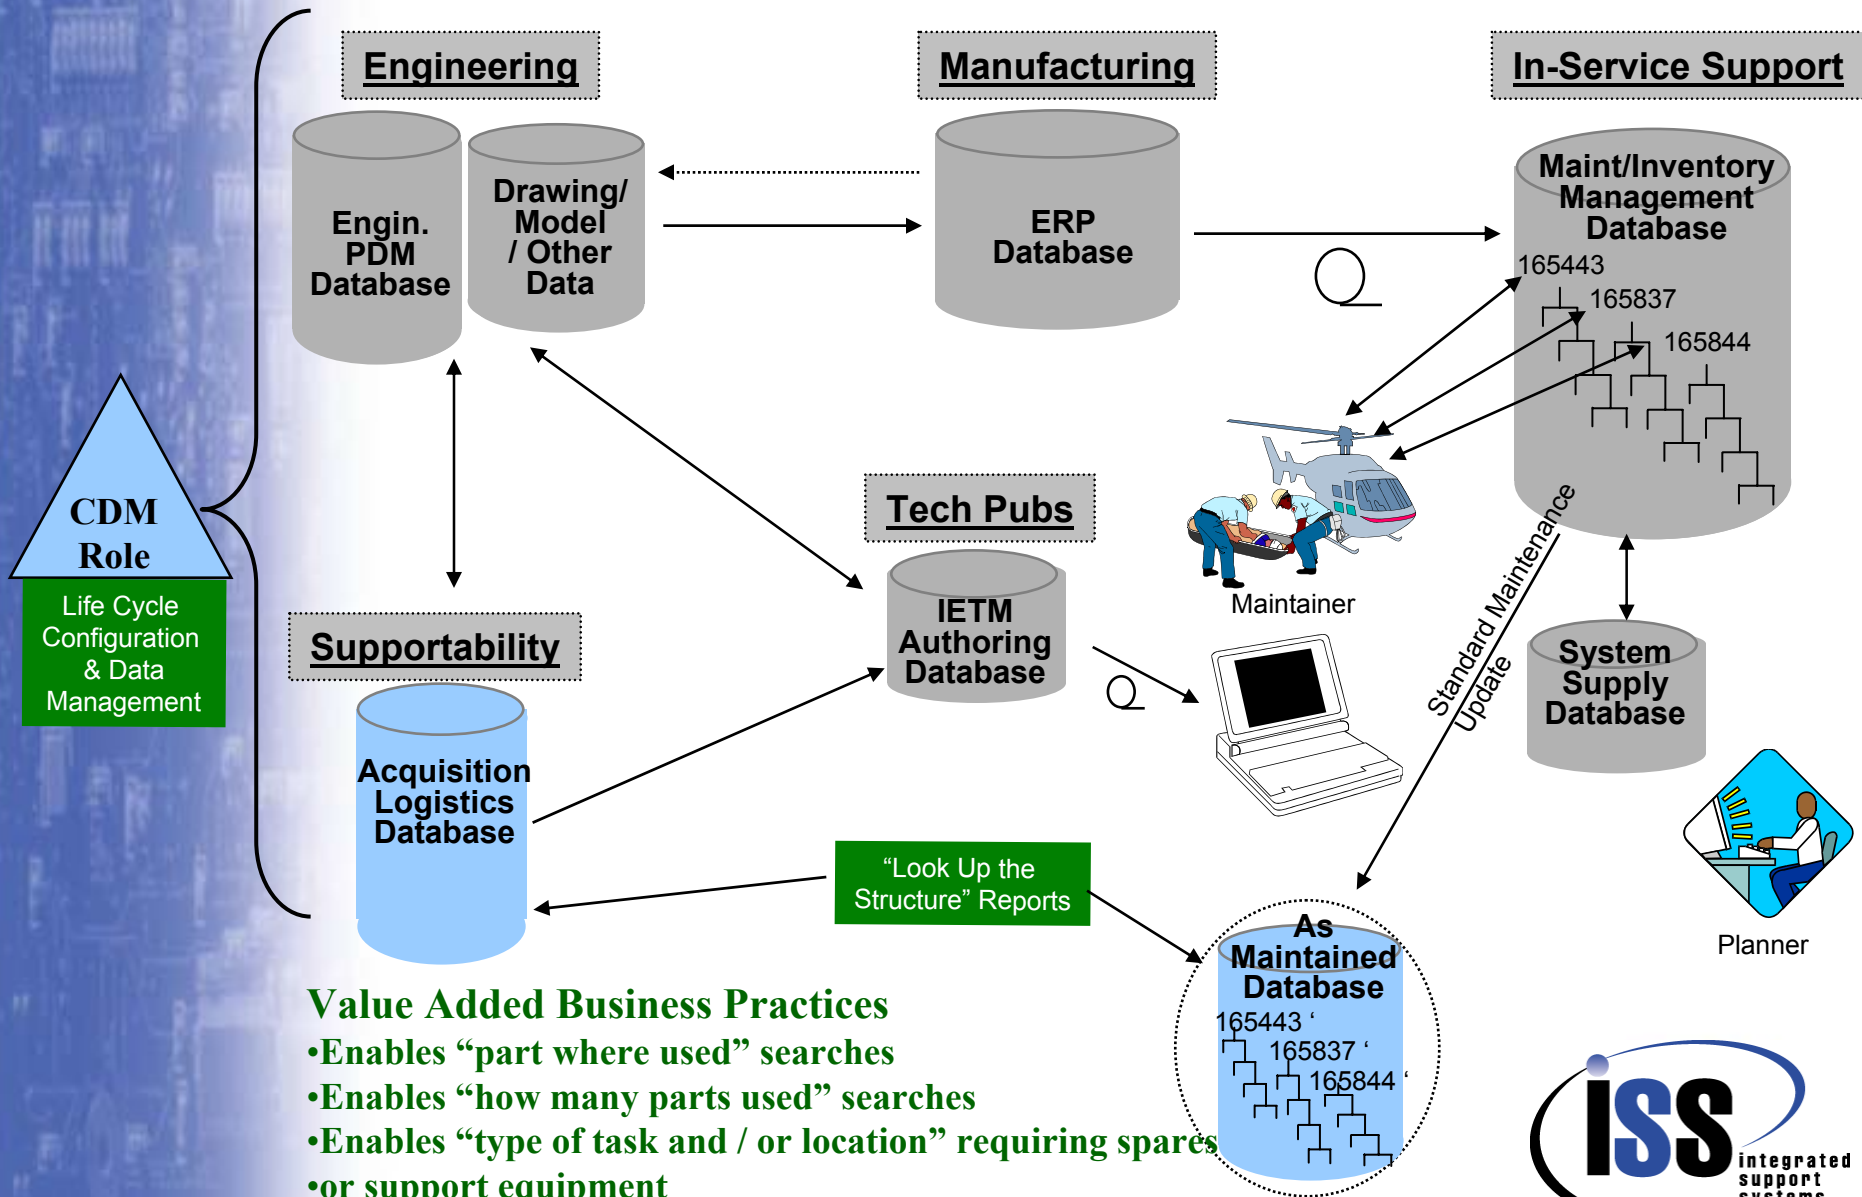 Engineering
Manufacturing
In-Service Support
Engin.
PDM
Database
Drawing/
Model
/ Other
Data
ERP
Database
Maint/Inventory
Management
Database
165443
165837
165844
CDM
Role
Life Cycle
Configuration
& Data
Management
Tech Pubs
IETM
Authoring
Database
Maintainer
Standard Maintenance
Update
System
Supply
Database
Supportability
Acquisition
Logistics
Database
“Look Up the
Structure” Reports
Planner
As
Maintained
Database
165443 ‘
165837 ‘
165844 ‘
Value Added Business Practices
•Enables “part where used” searches
•Enables “how many parts used” searches
•Enables “type of task and / or location” requiring spares
•or support equipment
iSS
integrated
support
systems